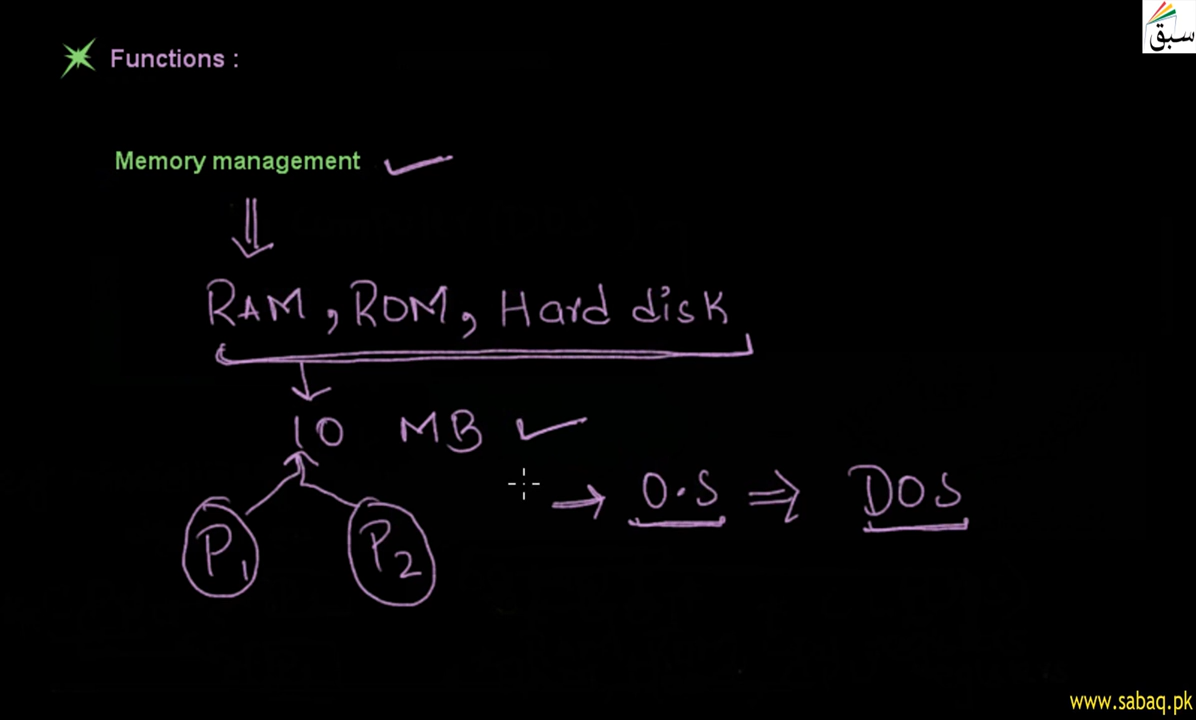 سبق
Functions :
Memory management
RAM, ROM, Hard disk
10 MB
O.S ⇒ DOS
P1 P2
www.sabaq.pk